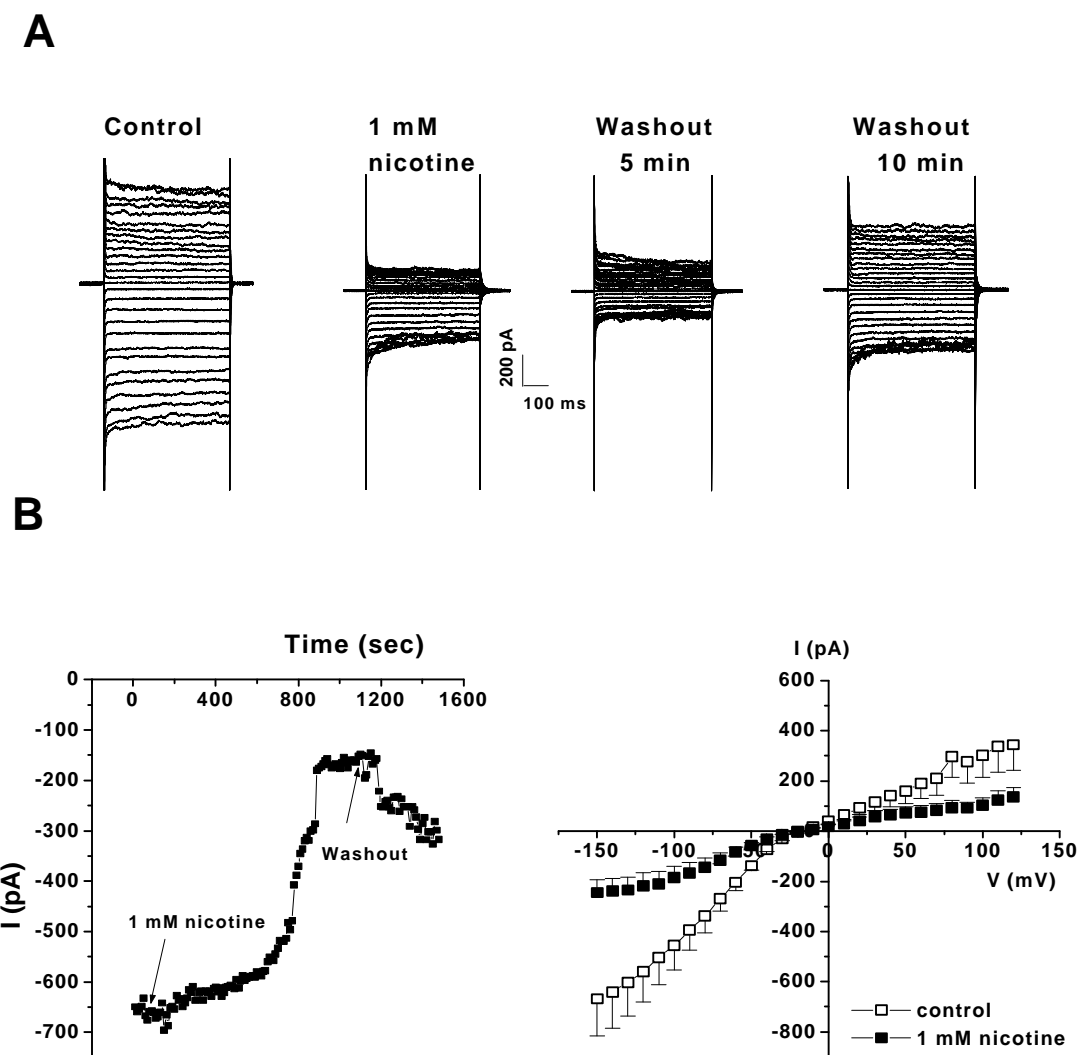 A
Control
1 mM
nicotine
Washout
5 min
Washout
10 min
200 pA
100 ms
B
Time (sec)
0
0 400 800 1200 1600
-100
-200
-300
-400
-500
-600
-700
I (pA)
1 mM nicotine
Washout
I (pA)
600
400
200
-150 -100 -50 0 50 100 150
V (mV)
-200
-400
-600
-800
control
1 mM nicotine